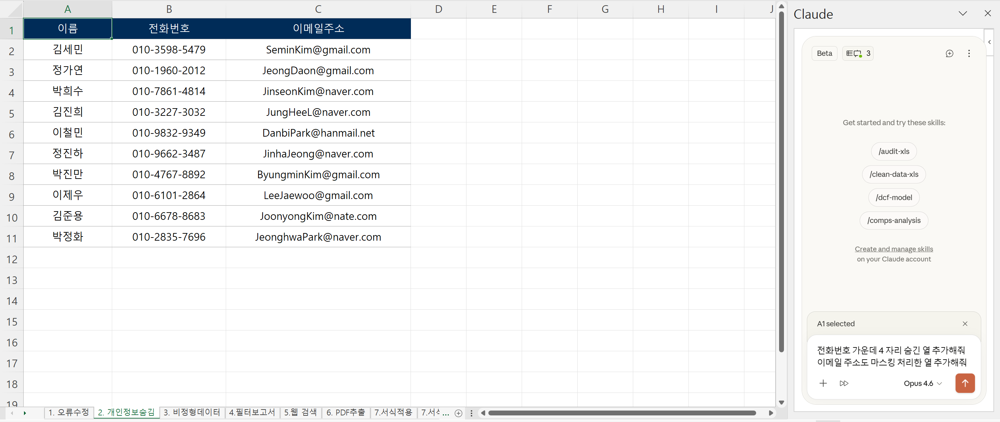 A B C D E F G H I J
1 이름 전화번호 이메일주소
2 김세민 010-3598-5479 SeminKim@gmail.com
3 정가연 010-1960-2012 JeongDaon@gmail.com
4 박희수 010-7861-4814 JinseonKim@naver.com
5 김진희 010-3227-3032 JungHeeL@naver.com
6 이철민 010-9832-9349 DanbiPark@hanmail.net
7 정진하 010-9662-3487 JinhaJeong@naver.com
8 박진만 010-4767-8892 ByungminKim@gmail.com
9 이제우 010-6101-2864 LeeJaewoo@gmail.com
10 김준용 010-6678-8683 JoonyongKim@nate.com
11 박정화 010-2835-7696 JeonghwaPark@naver.com
12
13
14
15
16
17
18
19
1. 오류수정 2. 개인정보숨김 3. 비정형데이터 4.필터보고서 5.웹 검색 6. PDF추출 7.서식적용 7.서식 ...
Claude
Beta 3
Get started and try these skills:
/audit-xls
/clean-data-xls
/dcf-model
/comps-analysis
Create and manage skills
on your Claude account
A1 selected
전화번호 가운데 4 자리 숨긴 열 추가해줘
이메일 주소도 마스킹 처리한 열 추가해줘
Opus 4.6